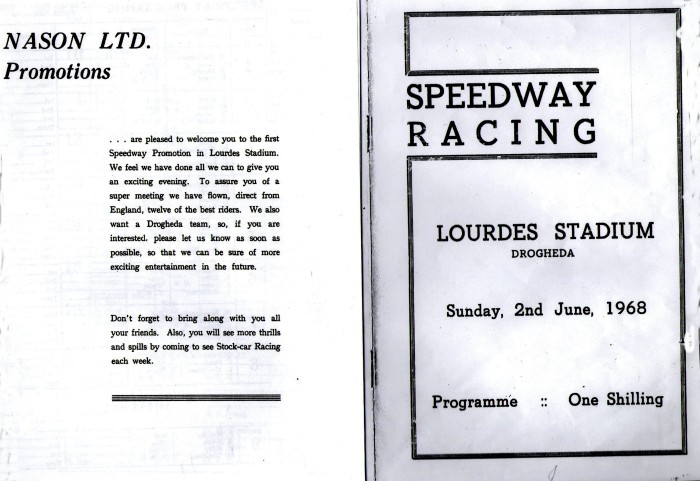 NASON LTD.
Promotions
. . . are pleased to welcome you to the first
Speedway Promotion in Lourdes Stadium.
We feel we have done all we can to give you
an exciting evening. To assure you of a
super meeting we have flown, direct from
England, twelve of the best riders. We also
want a Drogheda team, so, if you are
interested, please let us know as soon as
possible, so that we can be sure of more
exciting entertainment in the future.
Don't forget to bring along with you all
your friends. Also, you will see more thrills
and spills by coming to see Stock-car Racing
each week.
SPEEDWAY
RACING
LOURDES STADIUM
DROGHEDA
Sunday, 2nd June, 1968
Programme :: One Shilling